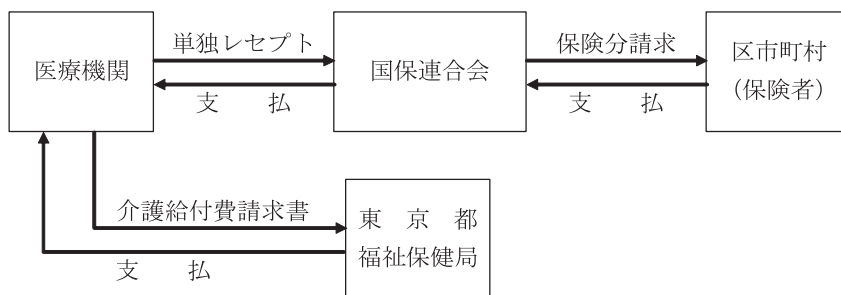 単独レセプト
保険分請求
医療機関
国保連合会
区市町村
（保険者）
支　　払
支　　払
介護給付費請求書
東　京　都
福祉保健局
支　　払